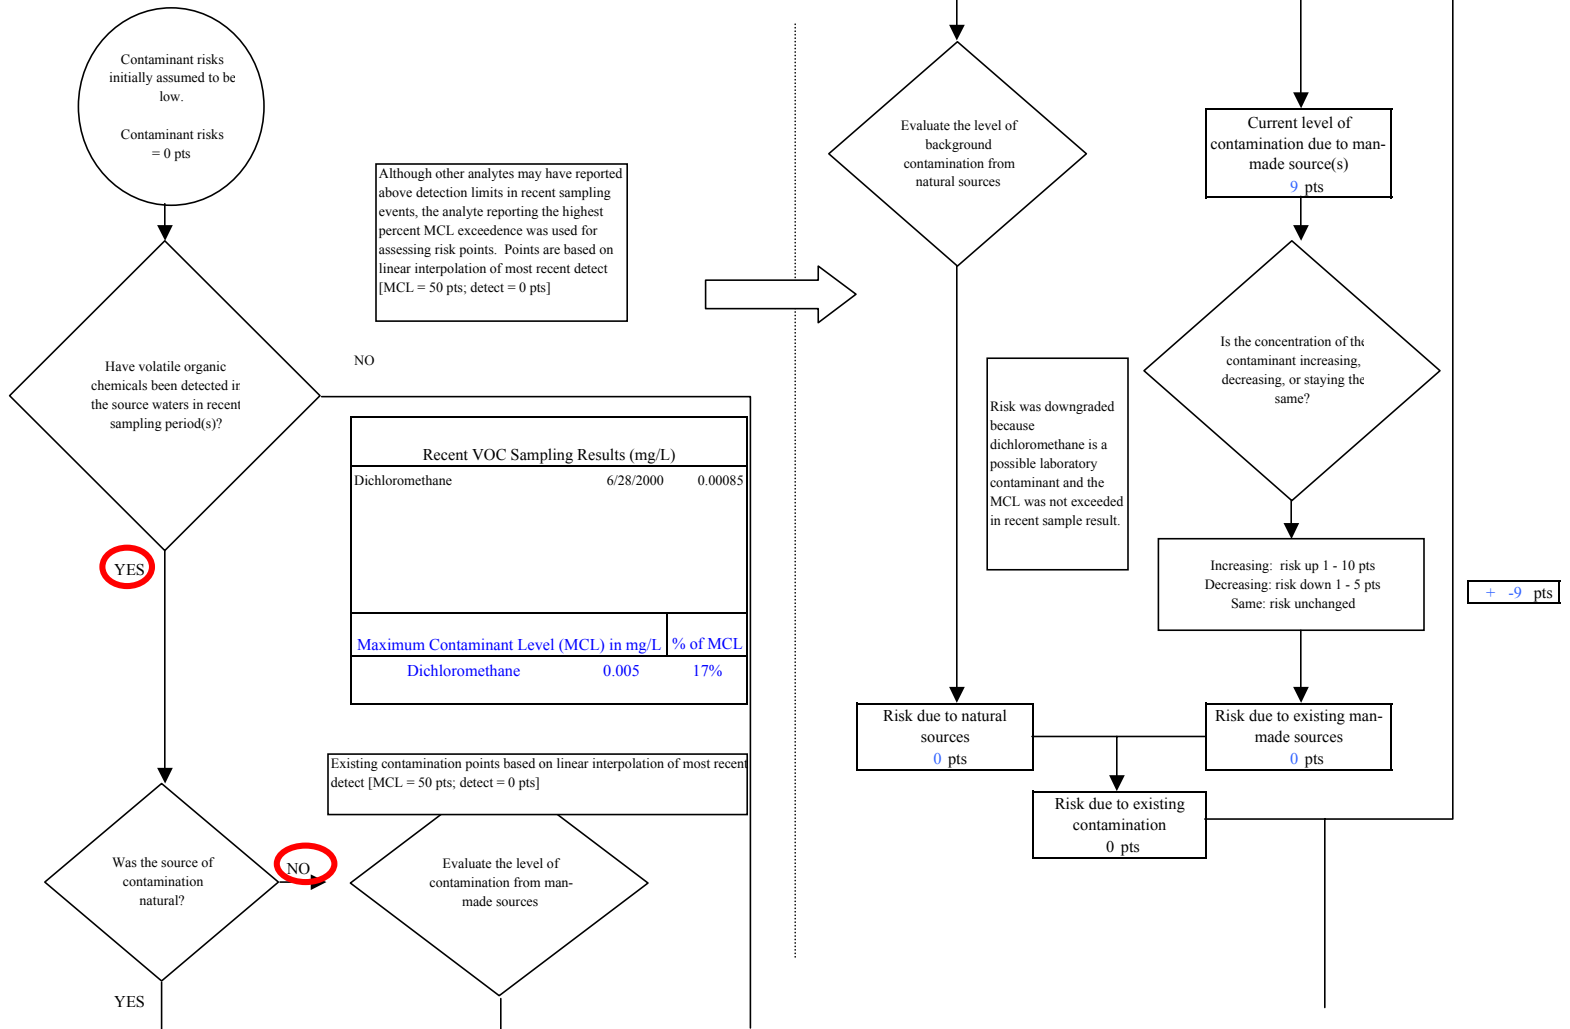 Contaminant risks
initially assumed to be
low.
Contaminant risks
= 0 pts
Although other analytes may have reported
above detection limits in recent sampling
events, the analyte reporting the highest
percent MCL exceedence was used for
assessing risk points.  Points are based on
linear interpolation of most recent detect
[MCL = 50 pts; detect = 0 pts]
Have volatile organic
chemicals been detected in
the source waters in recent
sampling period(s)?
NO
YES
Recent VOC Sampling Results (mg/L)
Dichloromethane 6/28/2000 0.00085
Maximum Contaminant Level (MCL) in mg/L % of MCL
Dichloromethane 0.005 17%
Existing contamination points based on linear interpolation of most recent
detect [MCL = 50 pts; detect = 0 pts]
Was the source of
contamination
natural?
NO
YES
Evaluate the level of
contamination from man-
made sources
Evaluate the level of
background
contamination from
natural sources
Current level of
contamination due to man-
made source(s)
9 pts
Is the concentration of the
contaminant increasing,
decreasing, or staying the
same?
Risk was downgraded
because
dichloromethane is a
possible laboratory
contaminant and the
MCL was not exceeded
in recent sample result.
Increasing:  risk up 1 - 10 pts
Decreasing: risk down 1 - 5 pts
Same: risk unchanged
+ -9 pts
Risk due to natural
sources
0 pts
Risk due to existing man-
made sources
0 pts
Risk due to existing
contamination
0 pts